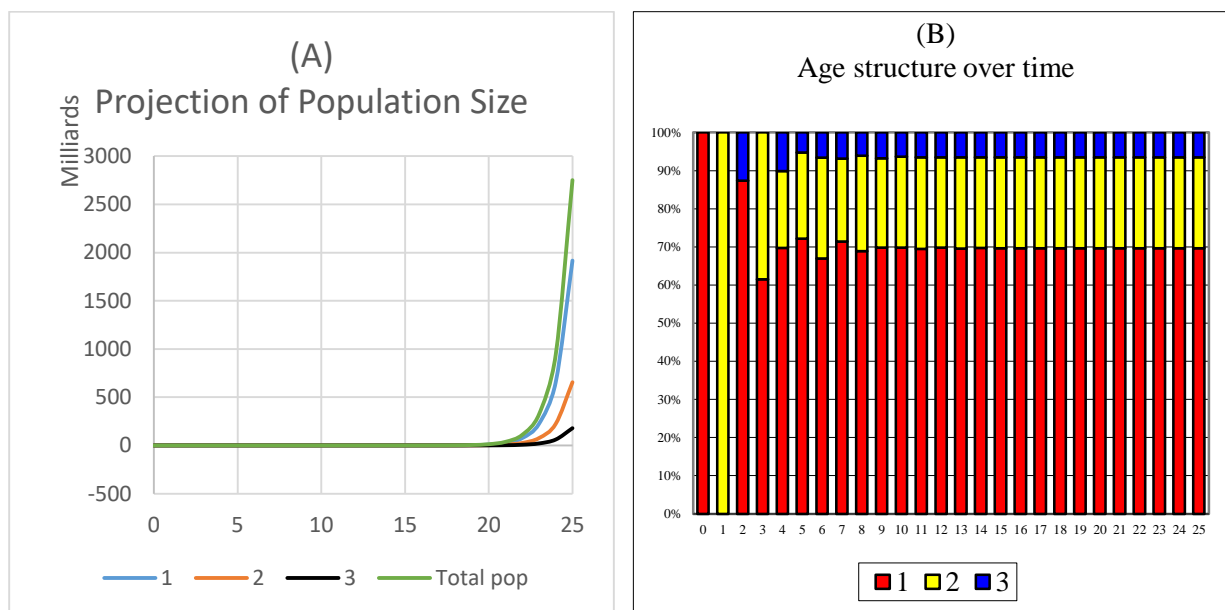 (A)
Projection of Population Size
Milliards
3000
2500
2000
1500
1000
500
0
-500
0 5 10 15 20 25
1 2 3 Total pop
(B)
Age structure over time
100%
90%
80%
70%
60%
50%
40%
30%
20%
10%
0%
0 1 2 3 4 5 6 7 8 9 10 11 12 13 14 15 16 17 18 19 20 21 22 23 24 25
1 2 3